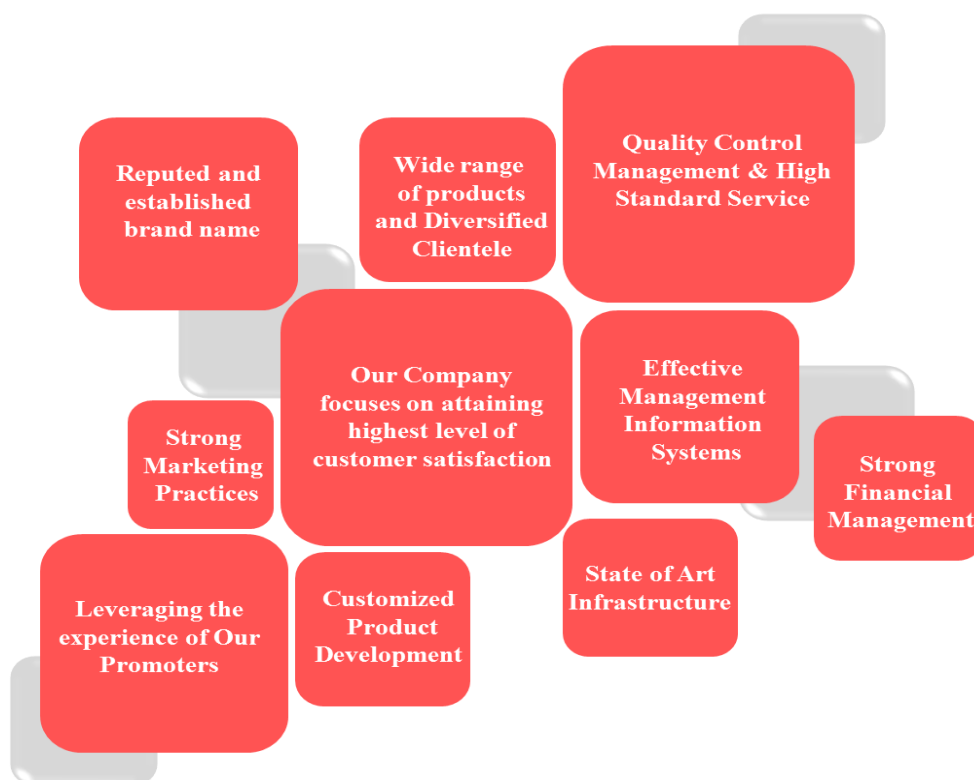 Reputed and
established
brand name
Wide range
of products
and Diversified
Clientele
Quality Control
Management & High
Standard Service
Our Company
focuses on attaining
highest level of
customer satisfaction
Effective
Management
Information
Systems
Strong
Marketing
Practices
Strong
Financial
Management
Leveraging the
experience of Our
Promoters
Customized
Product
Development
State of Art
Infrastructure